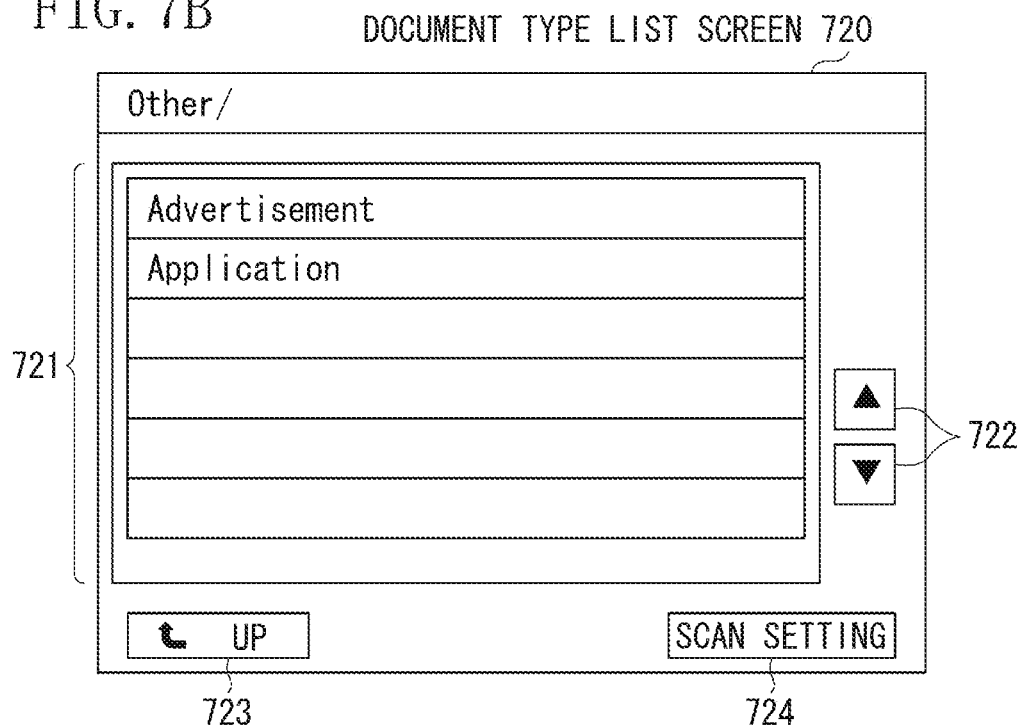 FIG. 7B
DOCUMENT TYPE LIST SCREEN 720
Other/
Advertisement
Application
721
▲
722
▼
UP
SCAN SETTING
723
724